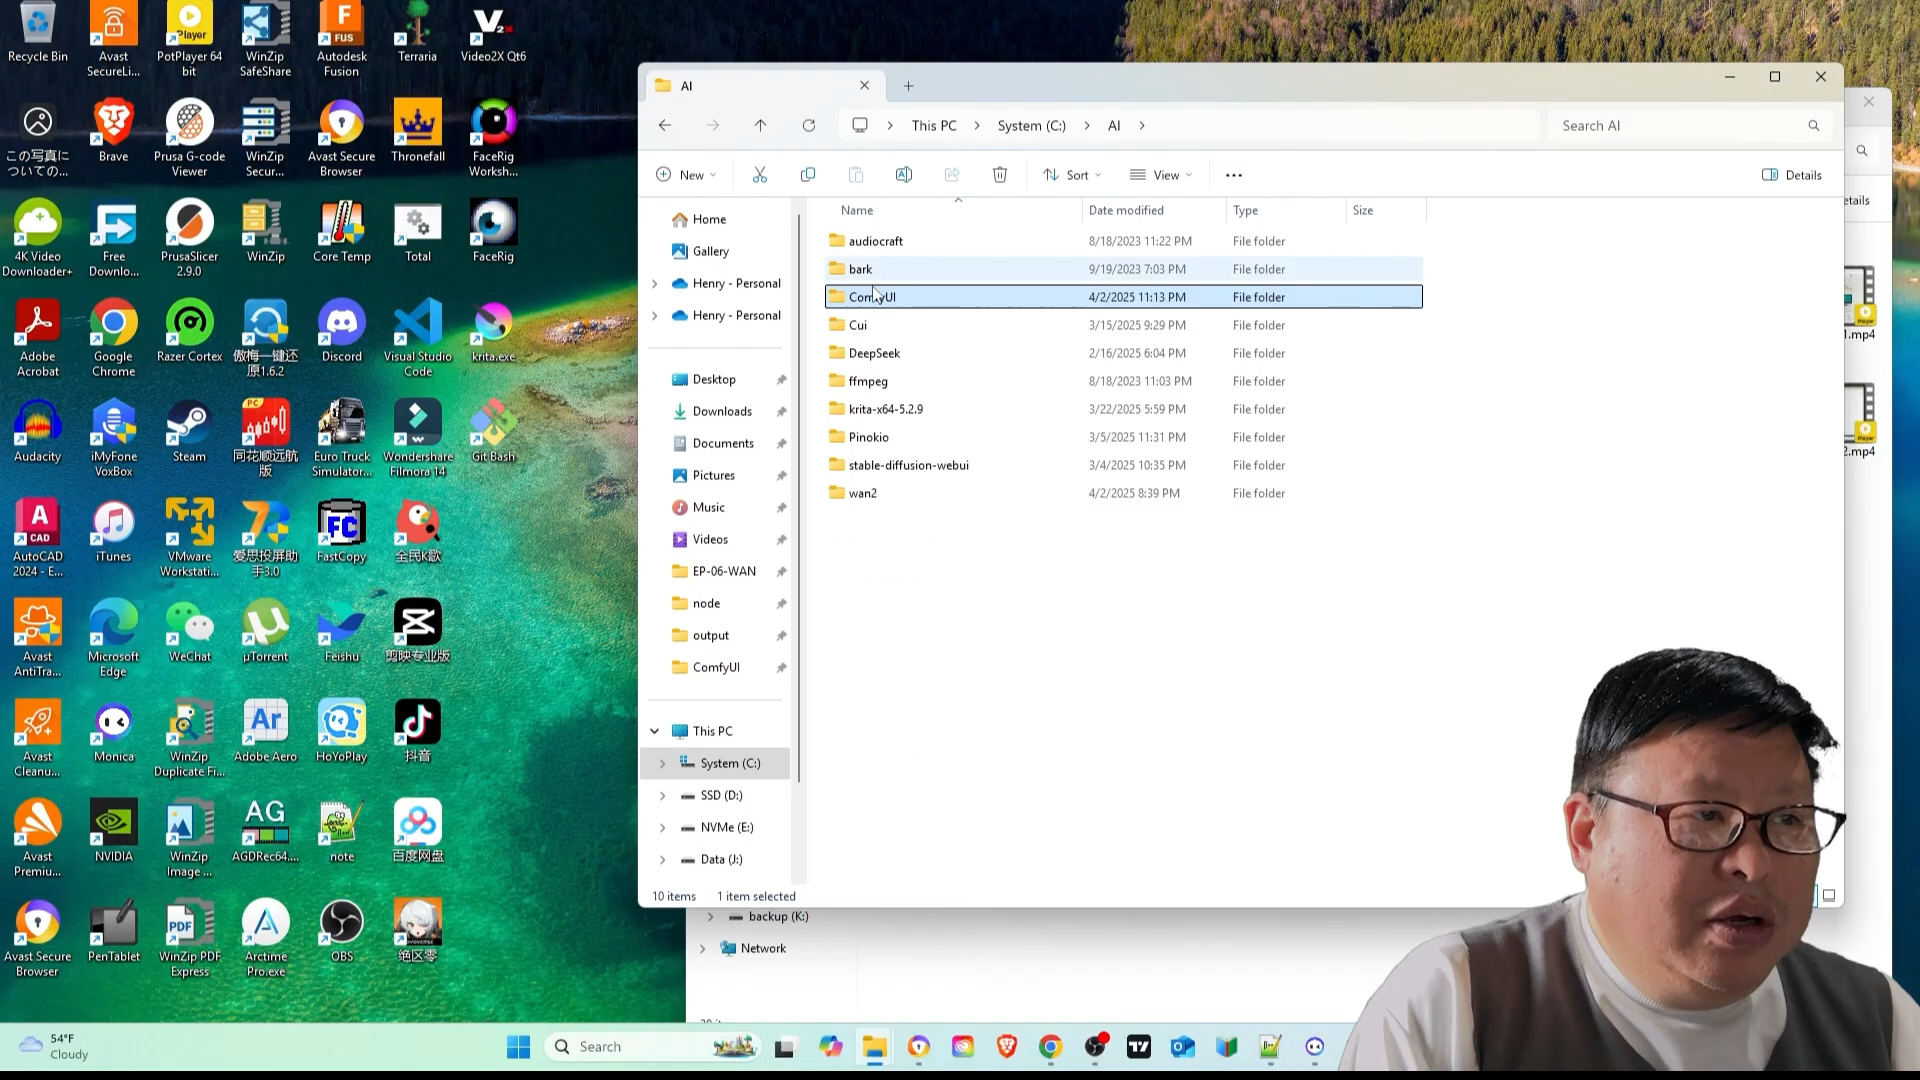 Recycle Bin
Avast
SecureLi...
PotPlayer 64
bit
WinZip
SafeShare
Autodesk
Fusion
Terraria
Video2X Qt6
この写真に
ついての...
Brave
Prusa G-code
Viewer
WinZip
Secur...
Avast Secure
Browser
Thronefall
FaceRig
Worksh...
4K Video
Downloader+
Free
Downlo...
PrusaSlicer
2.9.0
WinZip
Core Temp
Total
FaceRig
Adobe
Acrobat
Google
Chrome
Razer Cortex
傲梅一键还
原1.6.2
Discord
Visual Studio
Code
krita.exe
Audacity
iMyFone
VoxBox
Steam
同花顺远航
版
Euro Truck
Simulator...
Wondershare
Filmora 14
Git Bash
AutoCAD
2024 - E...
iTunes
VMware
Workstati...
爱思投屏助
手3.0
FastCopy
全民K歌
Avast
AntiTra...
Microsoft
Edge
WeChat
µTorrent
Feishu
剪映专业版
Avast
Cleanu...
Monica
WinZip
Duplicate Fi...
Adobe Aero
HoYoPlay
抖音
Avast
Premiu...
NVIDIA
WinZip
Image ...
AGDRec64....
note
百度网盘
Avast Secure
Browser
PenTablet
WinZip PDF
Express
Arctime
Pro.exe
OBS
绝区零
AI
This PC
System (C:)
AI
Search AI
New
Sort
View
Details
Name
Date modified
Type
Size
audiocraft 8/18/2023 11:22 PM File folder
bark 9/19/2023 7:03 PM File folder
ComfyUI 4/2/2025 11:13 PM File folder
Cui 3/15/2025 9:29 PM File folder
DeepSeek 2/16/2025 6:04 PM File folder
ffmpeg 8/18/2023 11:03 PM File folder
krita-x64-5.2.9 3/22/2025 5:59 PM File folder
Pinokio 3/5/2025 11:31 PM File folder
stable-diffusion-webui 3/4/2025 10:35 PM File folder
wan2 4/2/2025 8:39 PM File folder
Home
Gallery
Henry - Personal
Henry - Personal
Desktop
Downloads
Documents
Pictures
Music
Videos
EP-06-WAN
node
output
ComfyUI
This PC
System (C:)
SSD (D:)
NVMe (E:)
Data (J:)
10 items
1 item selected
backup (K:)
Network
etails
1.mp4
2.mp4
54°F
Cloudy
Search